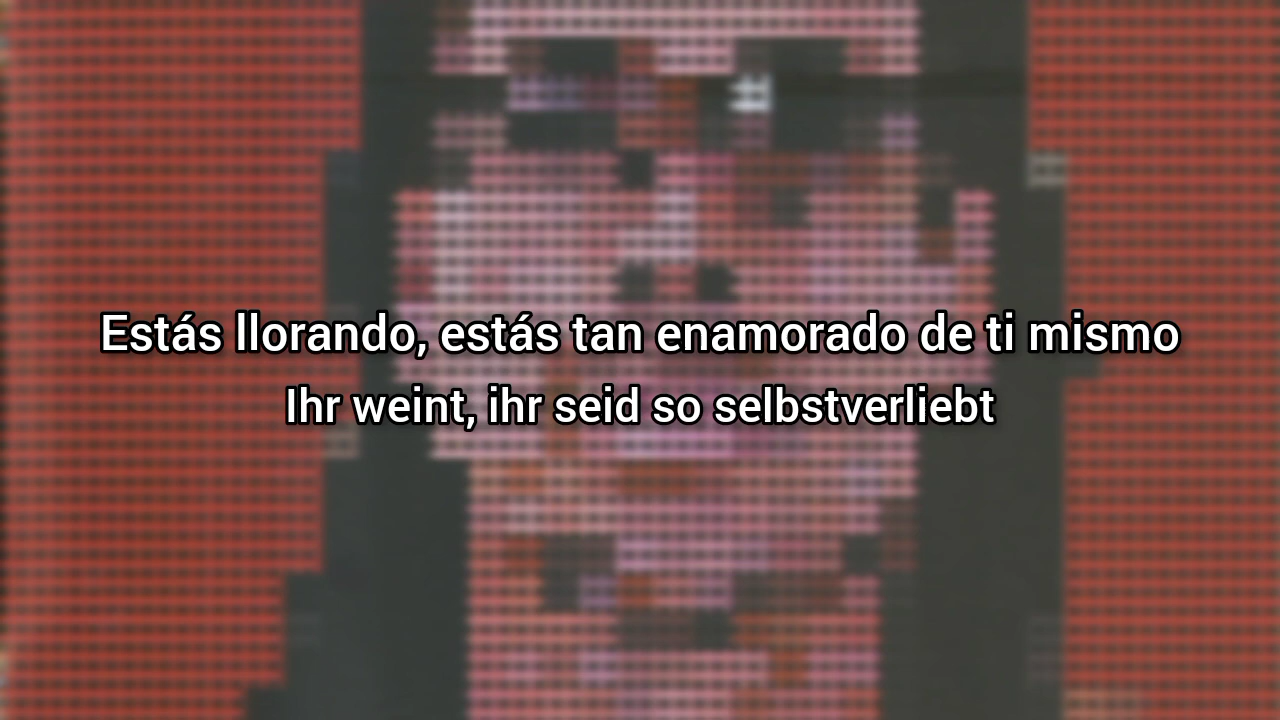 Estás llorando, estás tan enamorado de ti mismo
Ihr weint, ihr seid so selbstverliebt